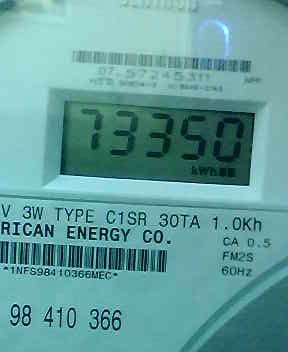 07 57245311
73350
kWh
V 3W TYPE C1SR 30TA 1.0Kh
RICAN ENERGY CO.
CA 0.5
FM2S
60Hz
*1NFS98410366MEC*
98 410 366